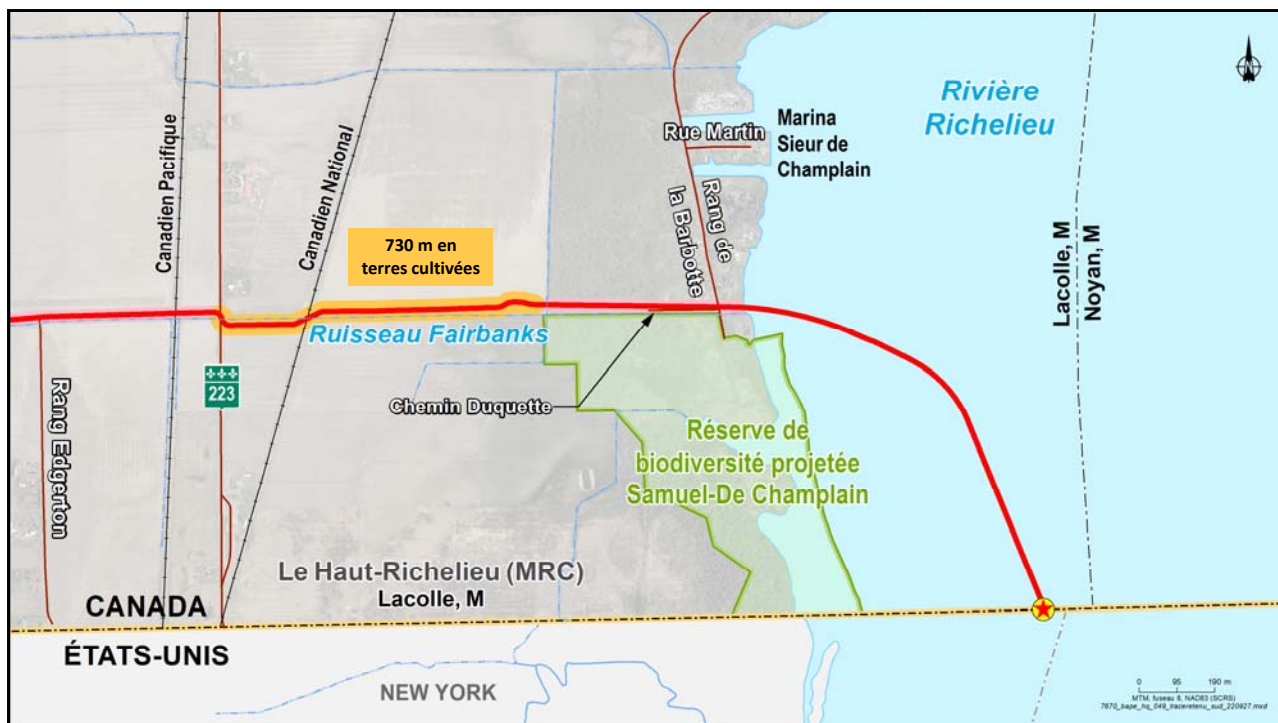 Rivière
Richelieu
Marina
Sieur de
Champlain
Rue Martin
Rang de
la Barbotte
Canadien Pacifique
Canadien National
730 m en
terres cultivées
Lacolle, M
Noyan, M
Ruisseau Fairbanks
223
Chemin Duquette
Rang Edgerton
Réserve de
biodiversité projetée
Samuel-De Champlain
Le Haut-Richelieu (MRC)
Lacolle, M
CANADA
ÉTATS-UNIS
NEW YORK
0 95 190 m
MTM, fuseau 8, NAD83 (SCRS)
7670_bape_hq_049_traceretenu_sud_220927.mxd